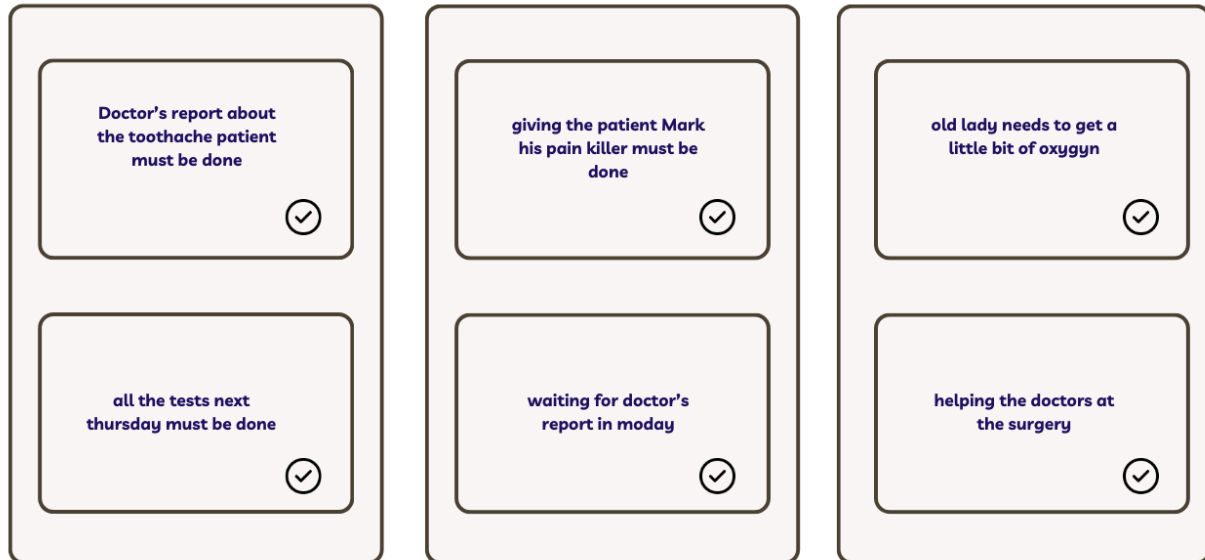 Doctor's report about
the toothache patient
must be done
all the tests next
thursday must be done
giving the patient Mark
his pain killer must be
done
waiting for doctor's
report in moday
old lady needs to get a
little bit of oxygyn
helping the doctors at
the surgery